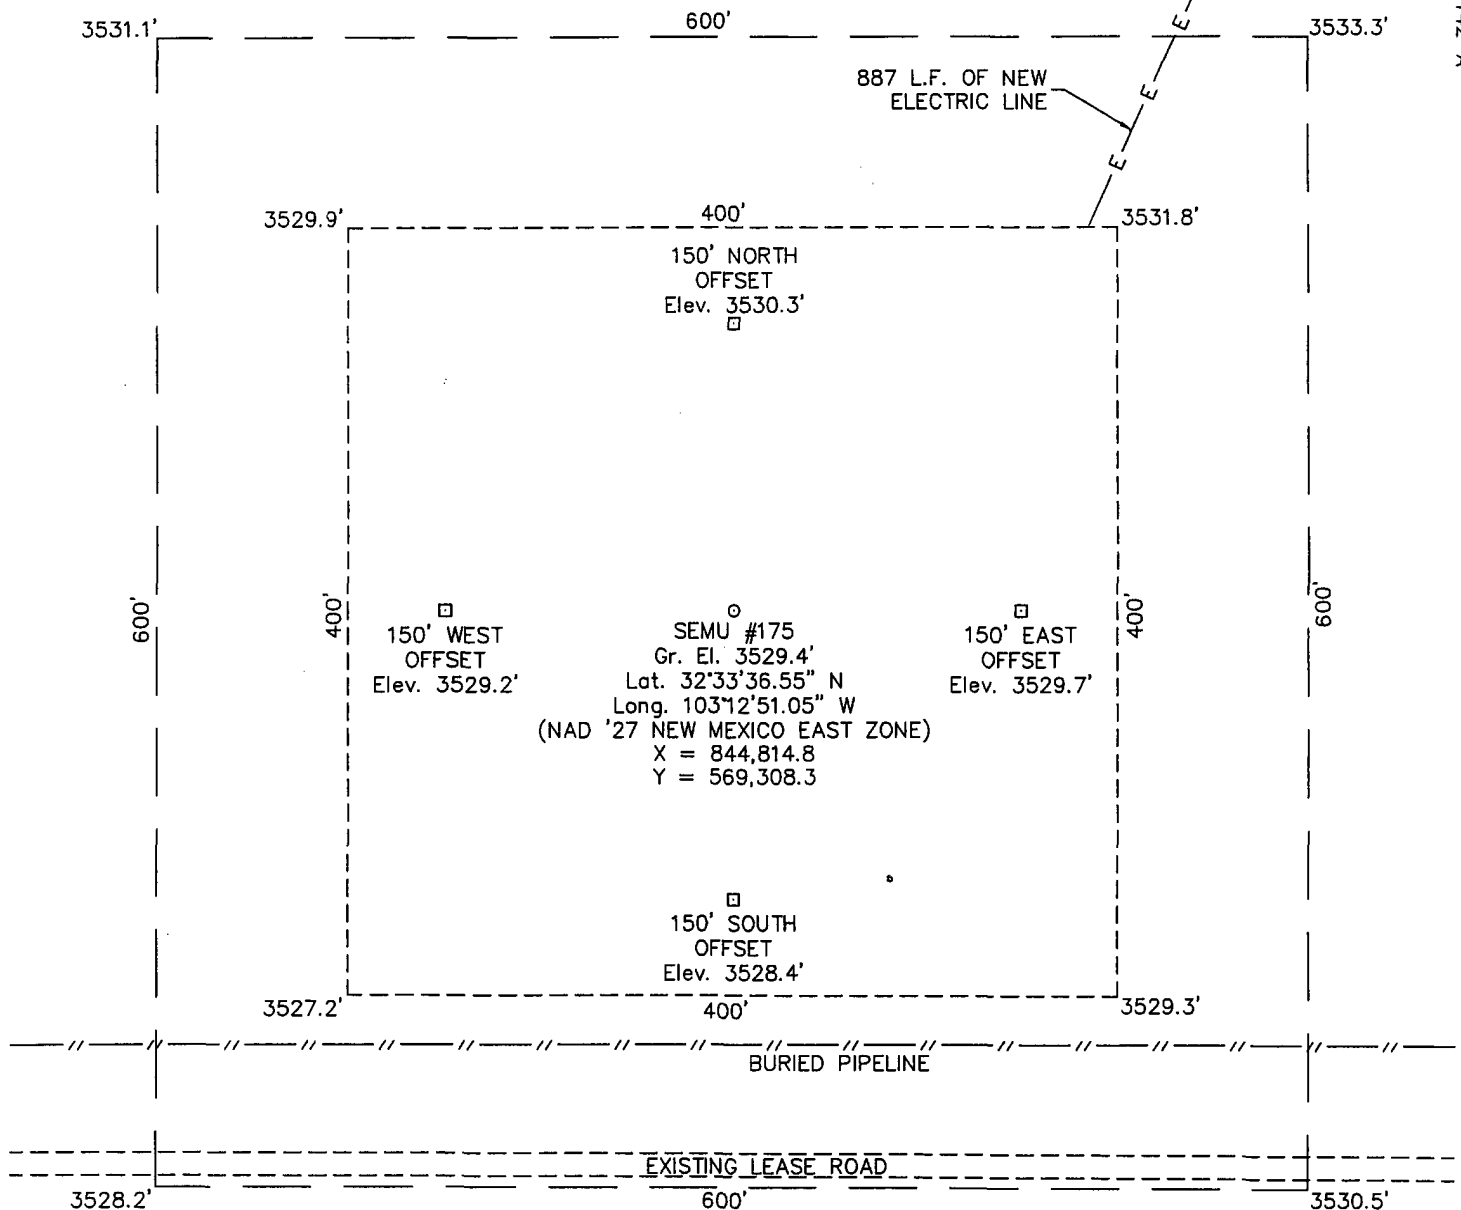 3531.1'
600'
3533.3'
887 L.F. OF NEW
ELECTRIC LINE
E
E
E
3529.9'
400'
3531.8'
150' NORTH
OFFSET
Elev. 3530.3'
600'
400'
150' WEST
OFFSET
Elev. 3529.2'
SEMU #175
Gr. El. 3529.4'
Lat. 32°33'36.55" N
Long. 103°12'51.05" W
(NAD '27 NEW MEXICO EAST ZONE)
X = 844,814.8
Y = 569,308.3
150' EAST
OFFSET
Elev. 3529.7'
400'
600'
150' SOUTH
OFFSET
Elev. 3528.4'
3527.2'
400'
3529.3'
BURIED PIPELINE
EXISTING LEASE ROAD
3528.2'
600'
3530.5'